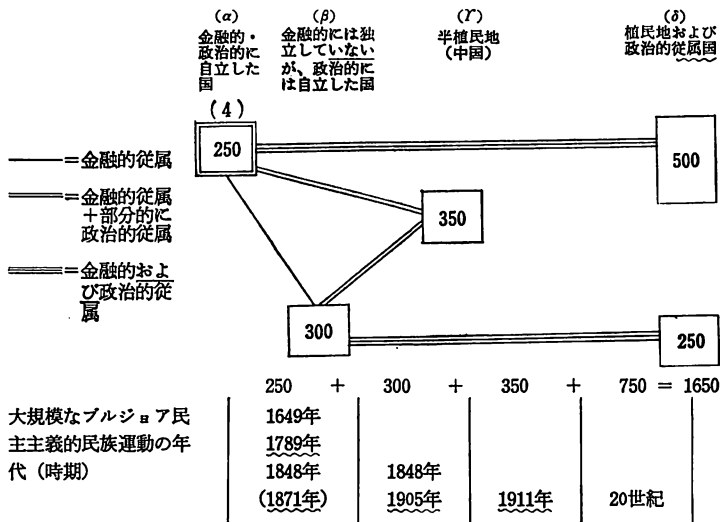 (α)
金融的・
政治的に
自立した
国
(β)
金融的には独
立していない
が、政治的に
は自立した国
(Υ)
半植民地
(中国)
(δ)
植民地および
政治的従属国
(4)
250
500
350
300
250
＝金融的従属
＝金融的従属
＋部分的に
政治的従属
＝金融的およ
び政治的従
属
250 + 300 + 350 + 750 = 1650
大規模なブルジョア民
主主義的民族運動の年
代（時期）
1649年
1789年
1848年 1848年
(1871年) 1905年 1911年 20世紀